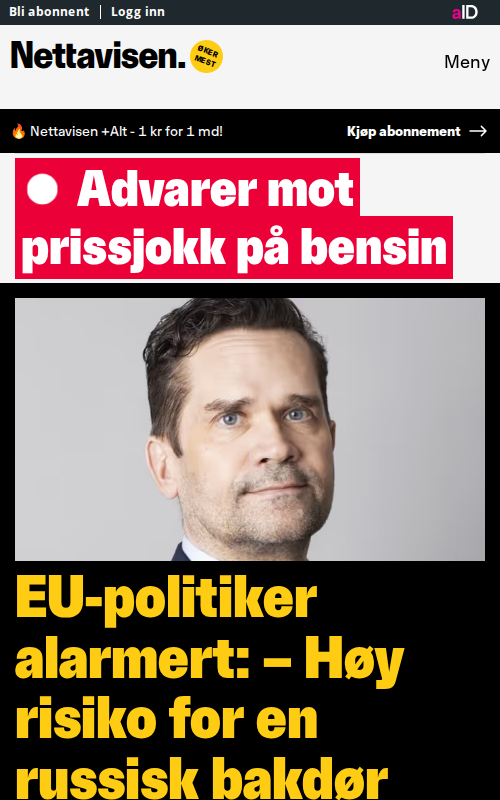 Bli abonnent | Logg inn
aID
Nettavisen. ØKER MEST
Meny
🔥 Nettavisen +Alt - 1 kr for 1 md!
Kjøp abonnement →
Advarer mot
prissjokk på bensin
EU-politiker
alarmert: – Høy
risiko for en
russisk bakdør